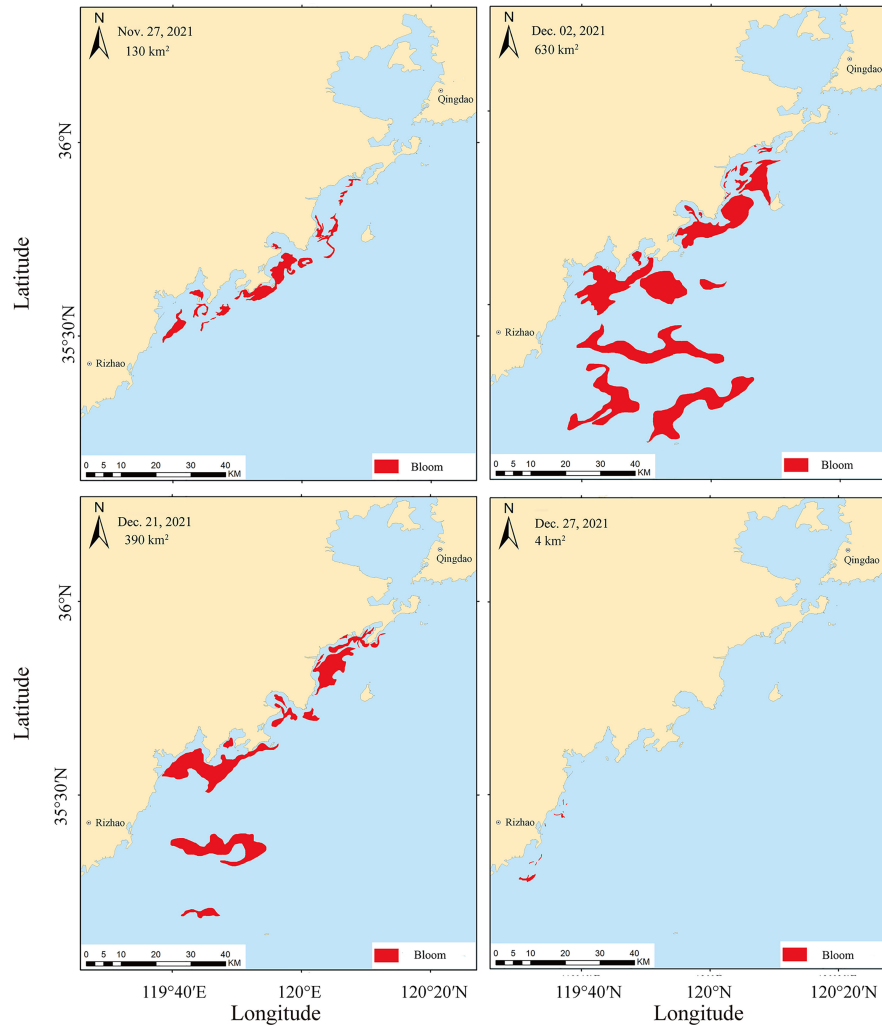 N
Nov. 27, 2021
130 km²
Qingdao
Rizhao
0 5 10 20 30 40
KM
Bloom
N
Dec. 02, 2021
630 km²
Qingdao
Rizhao
0 5 10 20 30 40
KM
Bloom
Latitude
36°N
35°30′N
N
Dec. 21, 2021
390 km²
Qingdao
Rizhao
0 5 10 20 30 40
KM
Bloom
N
Dec. 27, 2021
4 km²
Qingdao
Rizhao
0 5 10 20 30 40
KM
Bloom
Latitude
36°N
35°30′N
119°40′E
120°N
120°20′N
119°40′E
120°N
120°20′N
Longitude
Longitude